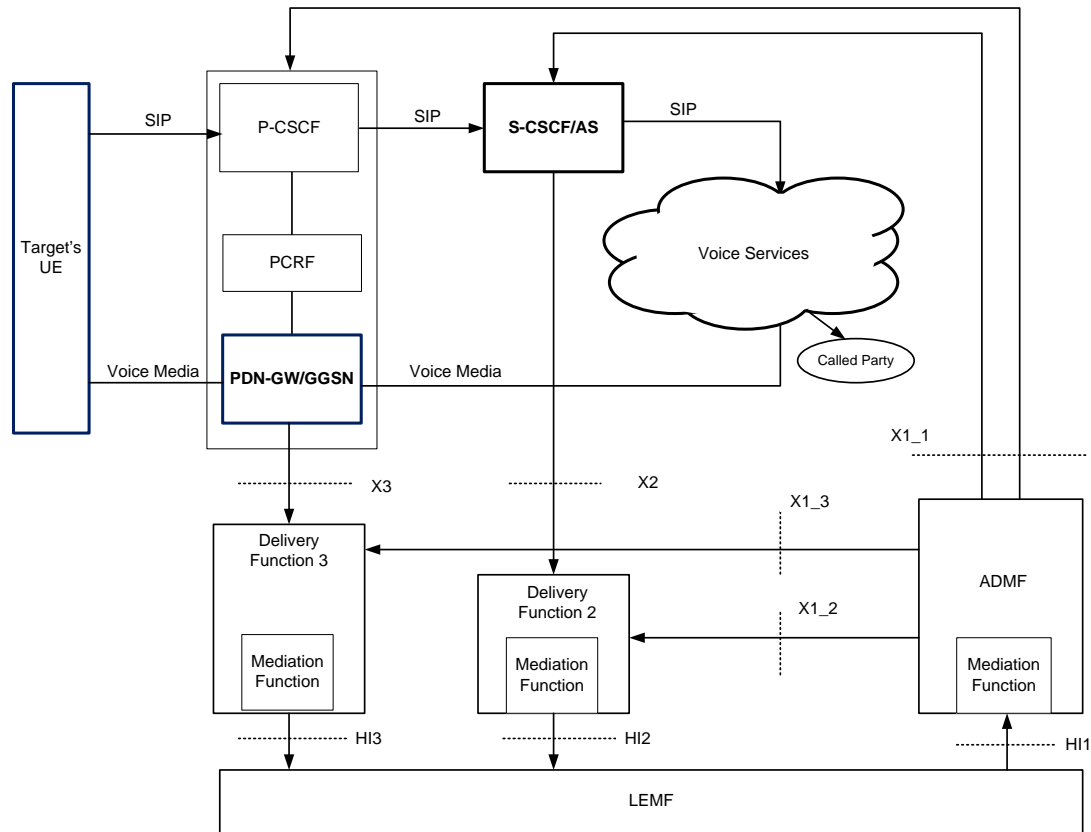 SIP
P-CSCF
SIP
S-CSCF/AS
SIP
Target's
UE
PCRF
Voice Services
Voice Media
PDN-GW/GGSN
Voice Media
Called Party
X1_1
X3
X2
X1_3
Delivery
Function 3
ADMF
Delivery
Function 2
X1_2
Mediation
Function
Mediation
Function
Mediation
Function
HI3
HI2
HI1
LEMF